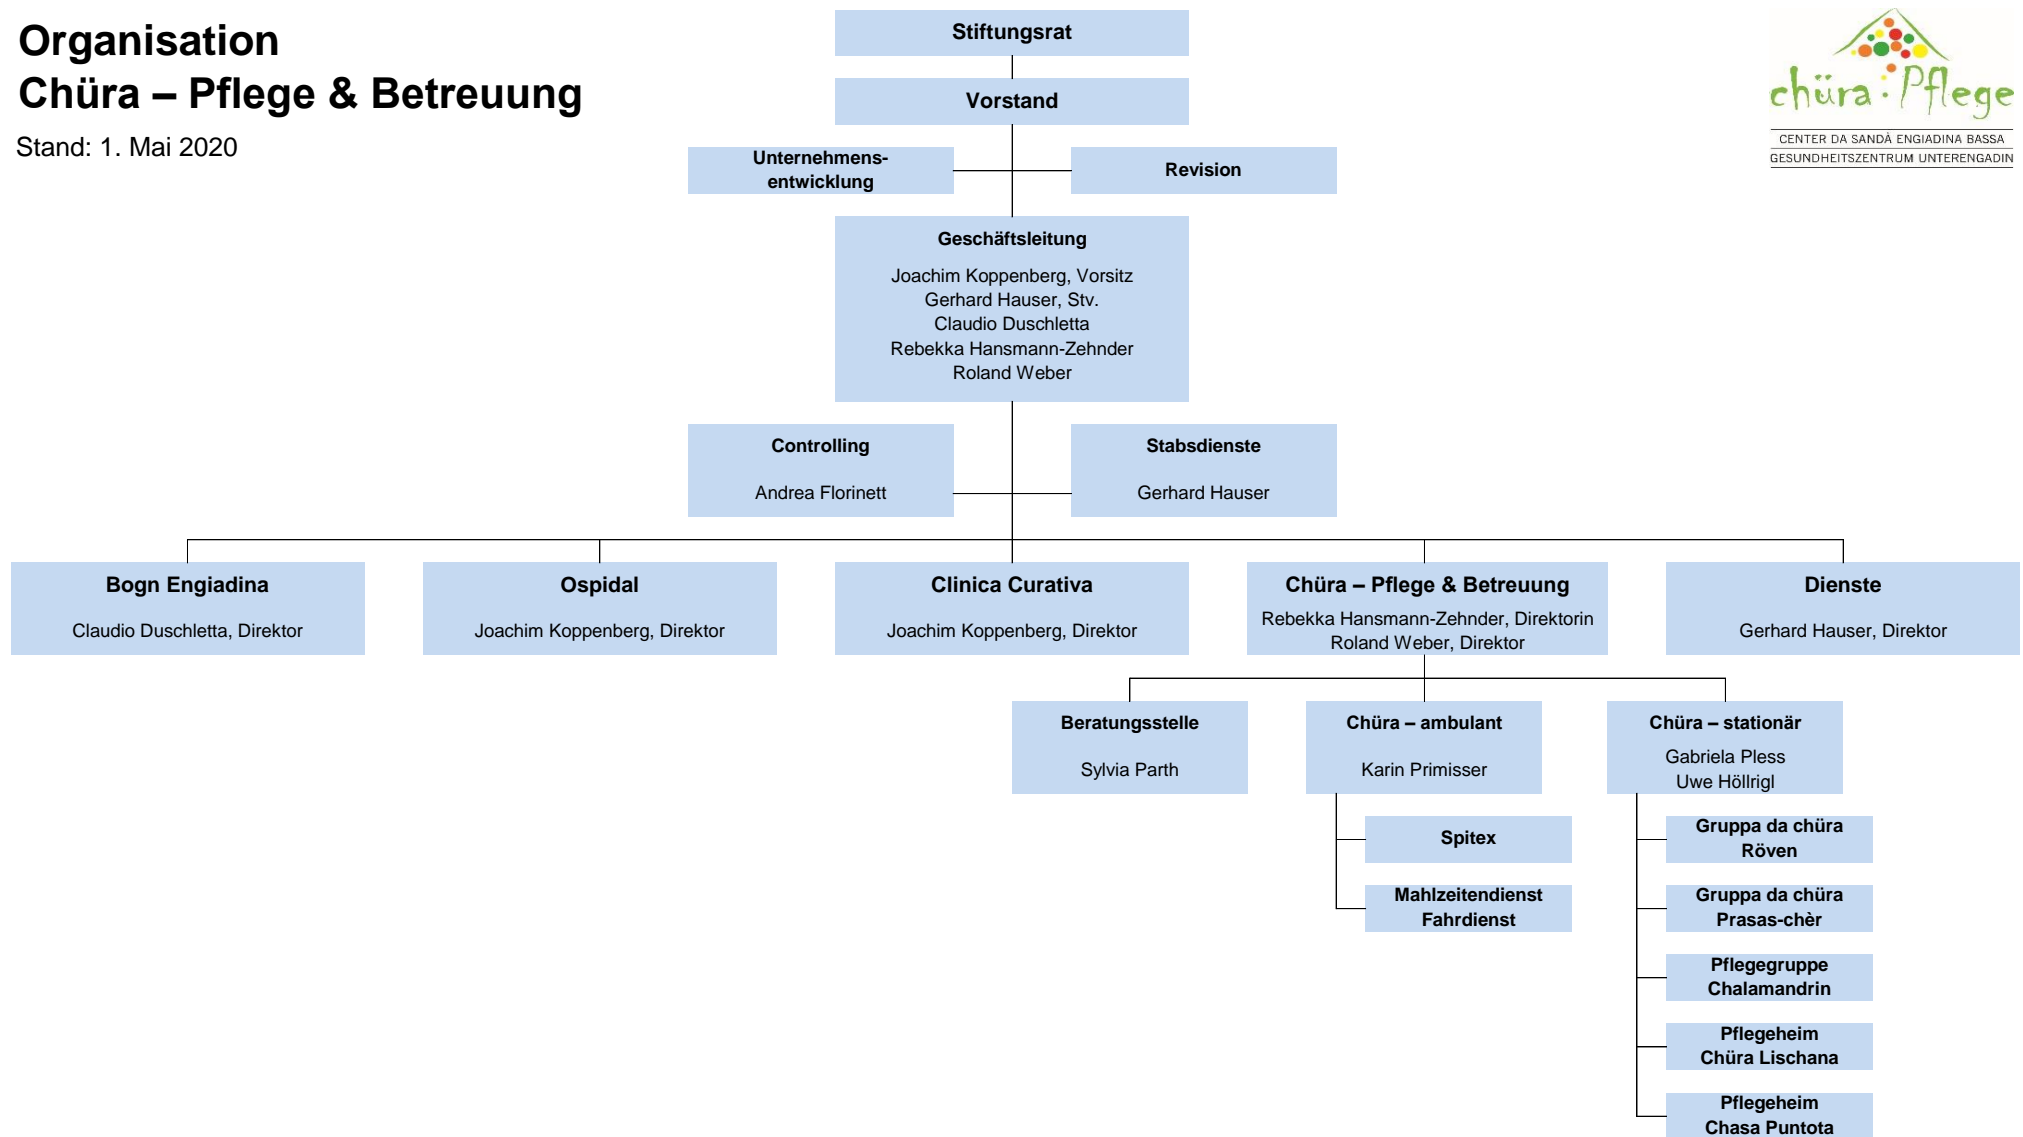 Organisation
Chüra – Pflege & Betreuung
Stand: 1. Mai 2020
chüra · Pflege
CENTER DA SANDÀ ENGIADINA BASSA
GESUNDHEITSZENTRUM UNTERENGADIN
Stiftungsrat
Vorstand
Unternehmens-
entwicklung
Revision
Geschäftsleitung
Joachim Koppenberg, Vorsitz
Gerhard Hauser, Stv.
Claudio Duschletta
Rebekka Hansmann-Zehnder
Roland Weber
Controlling
Andrea Florinett
Stabsdienste
Gerhard Hauser
Bogn Engiadina
Claudio Duschletta, Direktor
Ospidal
Joachim Koppenberg, Direktor
Clinica Curativa
Joachim Koppenberg, Direktor
Chüra – Pflege & Betreuung
Rebekka Hansmann-Zehnder, Direktorin
Roland Weber, Direktor
Dienste
Gerhard Hauser, Direktor
Beratungsstelle
Sylvia Parth
Chüra – ambulant
Karin Primisser
Spitex
Mahlzeitendienst
Fahrdienst
Chüra – stationär
Gabriela Pless
Uwe Höllrigl
Gruppa da chüra
Röven
Gruppa da chüra
Prasas-chèr
Pflegegruppe
Chalamandrin
Pflegeheim
Chüra Lischana
Pflegeheim
Chasa Puntota